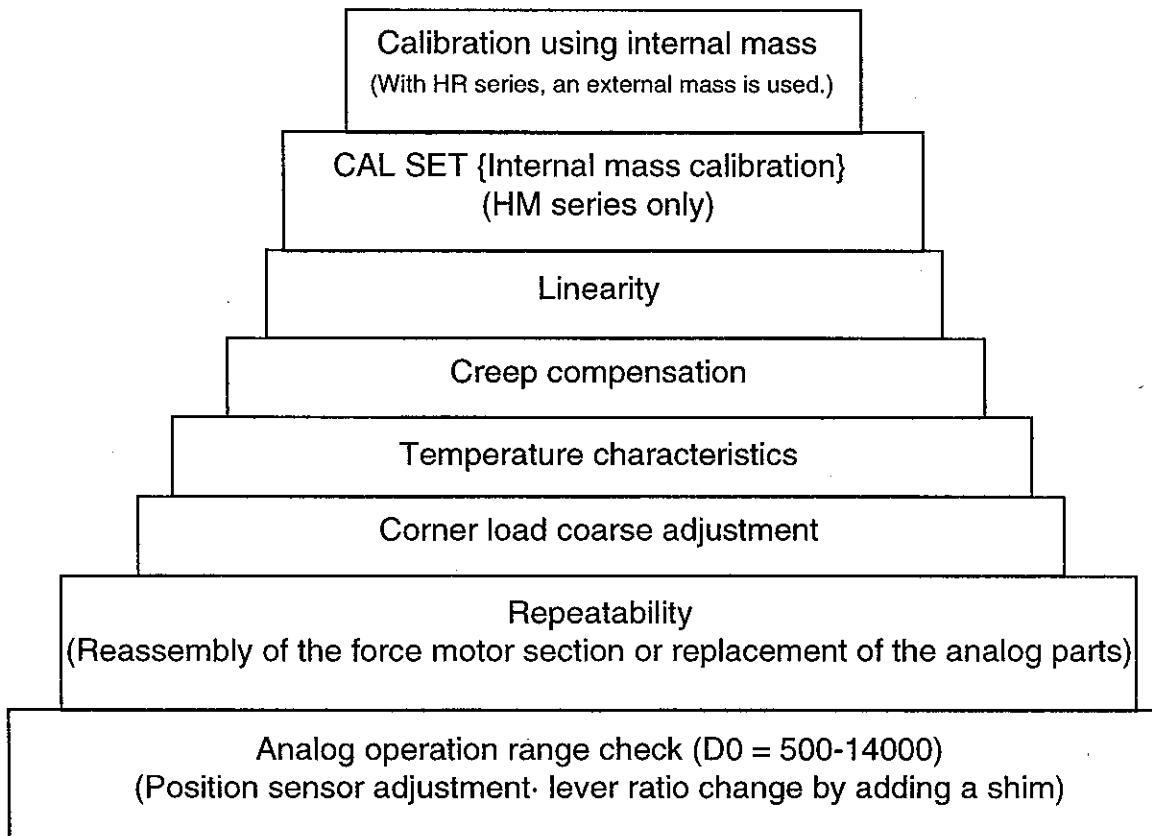 Calibration using internal mass
(With HR series, an external mass is used.)
CAL SET {Internal mass calibration}
(HM series only)
Linearity
Creep compensation
Temperature characteristics
Corner load coarse adjustment
Repeatability
(Reassembly of the force motor section or replacement of the analog parts)
Analog operation range check (D0 = 500-14000)
(Position sensor adjustment· lever ratio change by adding a shim)